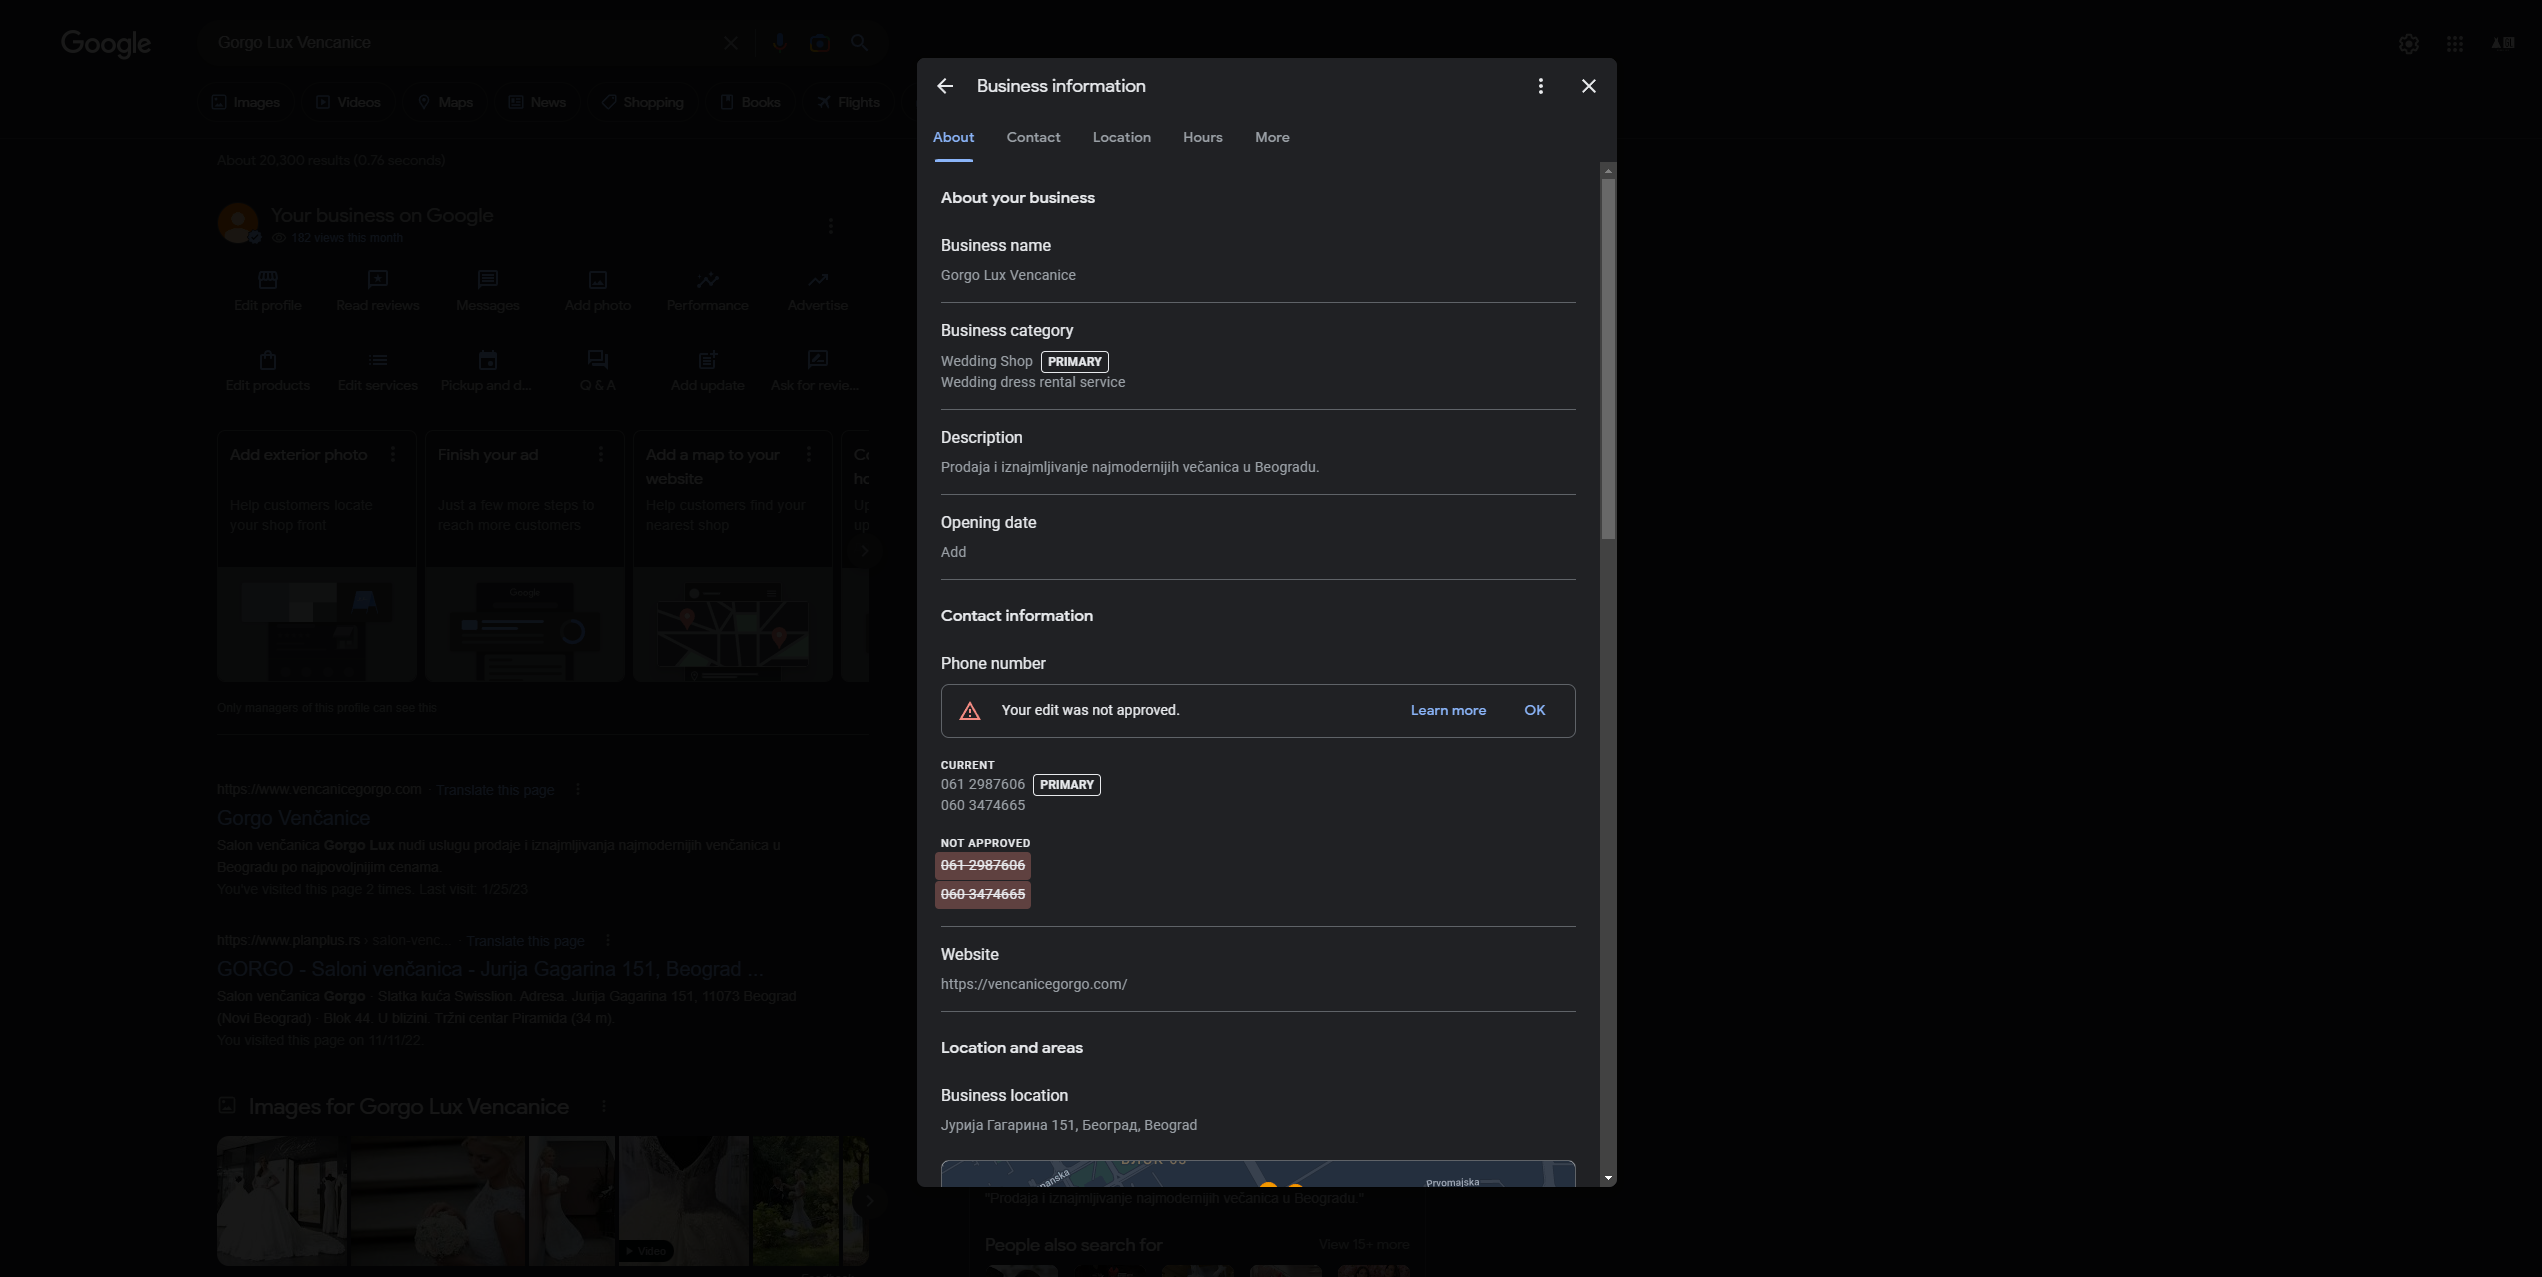 Google
Gorgo Lux Vencanice
Images
Videos
Maps
News
Shopping
Books
Flights
About 20,300 results (0.76 seconds)
Your business on Google
182 views this month
Edit profile
Read reviews
Messages
Add photo
Performance
Advertise
Edit products
Edit services
Pickup and d...
Q & A
Add update
Ask for revie...
Add exterior photo
Help customers locate
your shop front
Finish your ad
Just a few more steps to
reach more customers
Google
Add a map to your
website
Help customers find your
nearest shop
Only managers of this profile can see this
https://www.vencanicegorgo.com
Translate this page
Gorgo Venčanice
Salon venčanica Gorgo Lux nudi uslugu prodaje i iznajmljivanja najmodernijih venčanica u
Beogradu po najpovoljnijim cenama.
You've visited this page 2 times. Last visit: 1/25/23
https://www.planplus.rs › salon-venc... · Translate this page
GORGO - Saloni venčanica - Jurija Gagarina 151, Beograd ...
Salon venčanica Gorgo · Slatka kuća Swisslion. Adresa. Jurija Gagarina 151, 11073 Beograd
(Novi Beograd) · Blok 44. U blizini. Tržni centar Piramida (34 m).
You visited this page on 11/11/22.
Images for Gorgo Lux Vencanice
Video
Business information
About
Contact
Location
Hours
More
About your business
Business name
Gorgo Lux Vencanice
Business category
Wedding Shop PRIMARY
Wedding dress rental service
Description
Prodaja i iznajmljivanje najmodernijih večanica u Beogradu.
Opening date
Add
Contact information
Phone number
Your edit was not approved.
Learn more
OK
CURRENT
061 2987606 PRIMARY
060 3474665
NOT APPROVED
061 2987606
060 3474665
Website
https://vencanicegorgo.com/
Location and areas
Business location
Јурија Гагарина 151, Београд, Beograd
Prvomajska
"Prodaja i iznajmljivanje najmodernijih večanica u Beogradu."
People also search for
View 15+ more